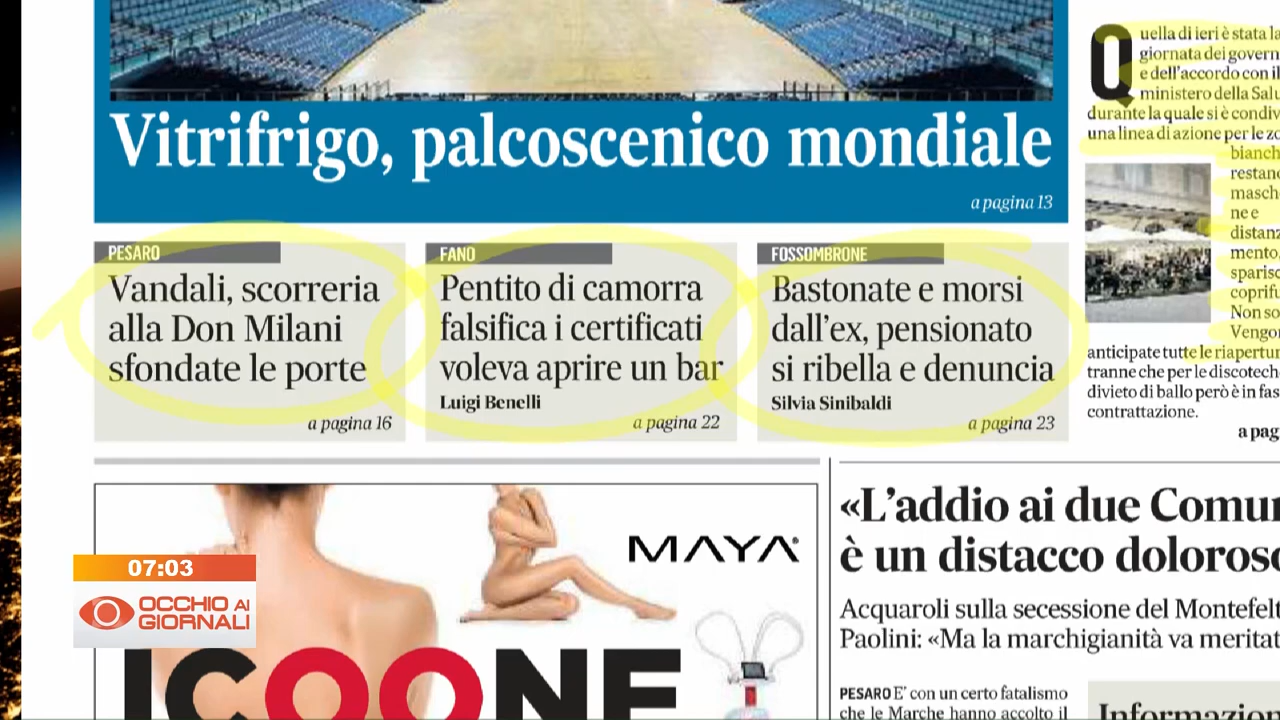 Vitrifrigo, palcoscenico mondiale
a pagina 13
PESARO
Vandali, scorreria
alla Don Milani
sfondate le porte
a pagina 16
FANO
Pentito di camorra
falsifica i certificati
voleva aprire un bar
Luigi Benelli
a pagina 22
FOSSOMBRONE
Bastonate e morsi
dall'ex, pensionato
si ribella e denuncia
Silvia Sinibaldi
a pagina 23
Quella di ieri è stata la
giornata dei govern
e dell'accordo con il
ministero della Salu
durante la quale si è condiv
una linea di azione per le zo
bianch
restano
masch
ne e
distanz
mento,
sparisc
coprifu
Non so
Vengon
anticipate tutte le riapertur
tranne che per le discotech
divieto di ballo però è in fas
contrattazione.
a pag
MAYA
ICOONE
«L'addio ai due Comu
è un distacco doloroso
Acquaroli sulla secessione del Montefelt
Paolini: «Ma la marchigianità va meritat
PESARO E' con un certo fatalismo
che le Marche hanno accolto il
Informazion
07:03
OCCHIO AI
GIORNALI